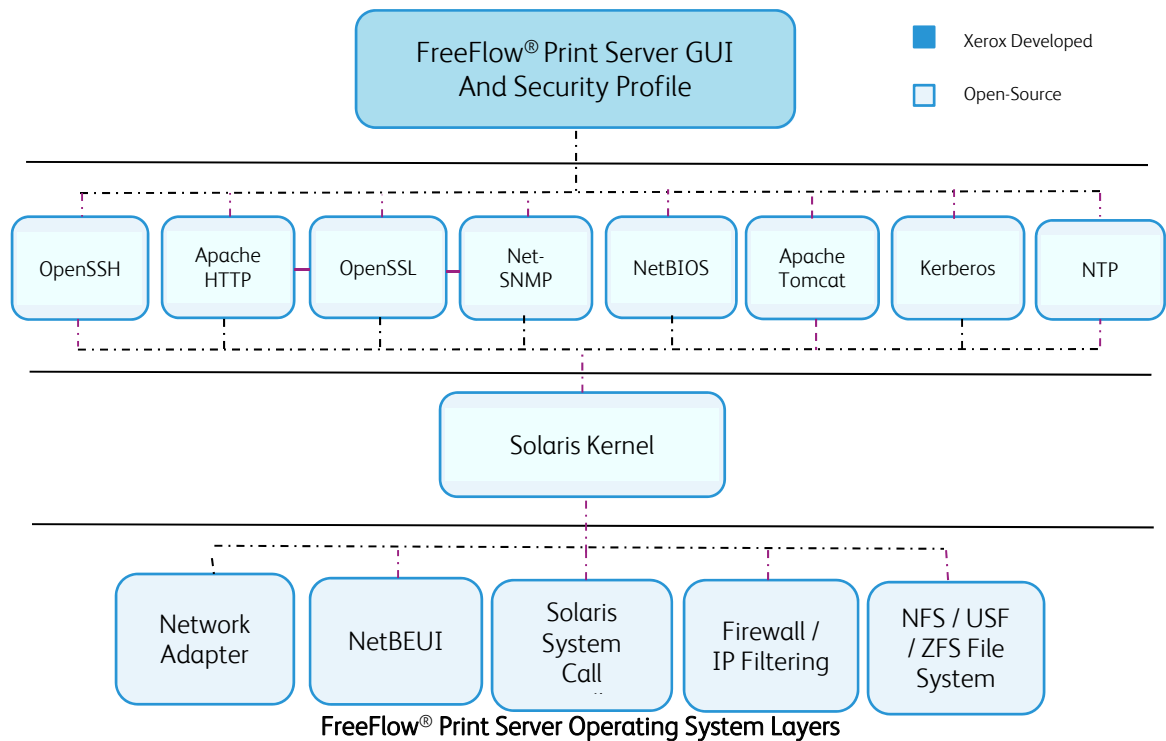 FreeFlow® Print Server GUI
And Security Profile
Xerox Developed
Open-Source
OpenSSH
Apache
HTTP
OpenSSL
Net-
SNMP
NetBIOS
Apache
Tomcat
Kerberos
NTP
Solaris Kernel
Network
Adapter
NetBEUI
Solaris
System
Call
Firewall /
IP Filtering
NFS / USF
/ ZFS File
System
FreeFlow® Print Server Operating System Layers